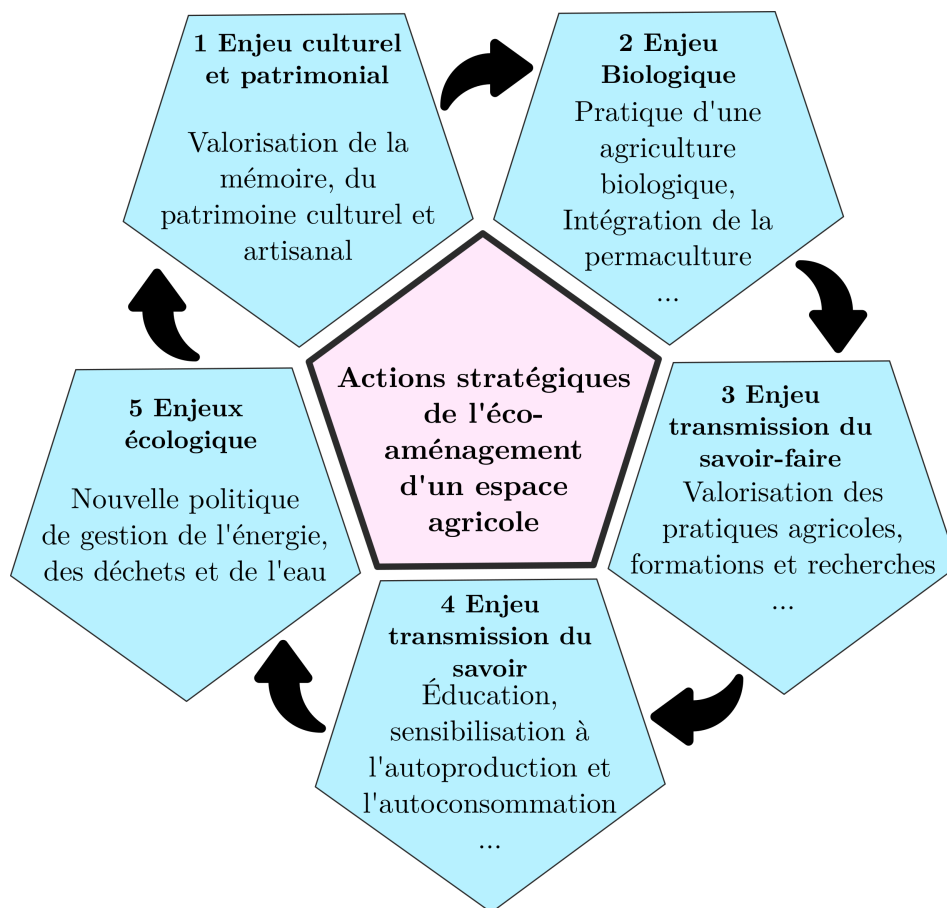 1 Enjeu culturel
et patrimonial
Valorisation de la
mémoire, du
patrimoine culturel et
artisanal
2 Enjeu
Biologique
Pratique d'une
agriculture
biologique,
Intégration de la
permaculture
...
3 Enjeu
transmission du
savoir-faire
Valorisation des
pratiques agricoles,
formations et recherches
...
4 Enjeu
transmission du
savoir
Éducation,
sensibilisation à
l'autoproduction et
l'autoconsommation
...
5 Enjeux
écologique
Nouvelle politique
de gestion de l'énergie,
des déchets et de l'eau
Actions stratégiques
de l'éco-
aménagement
d'un espace
agricole